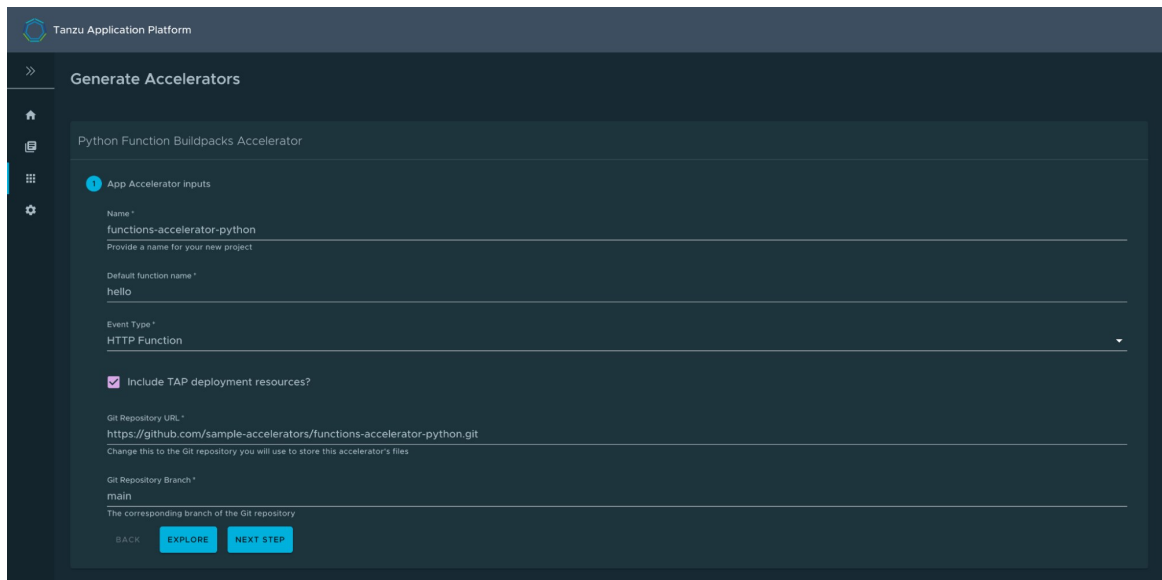 Tanzu Application Platform
Generate Accelerators
Python Function Buildpacks Accelerator
1 App Accelerator inputs
Name *
functions-accelerator-python
Provide a name for your new project
Default function name *
hello
Event Type *
HTTP Function
Include TAP deployment resources?
Git Repository URL *
https://github.com/sample-accelerators/functions-accelerator-python.git
Change this to the Git repository you will use to store this accelerator's files
Git Repository Branch *
main
The corresponding branch of the Git repository
BACK EXPLORE NEXT STEP